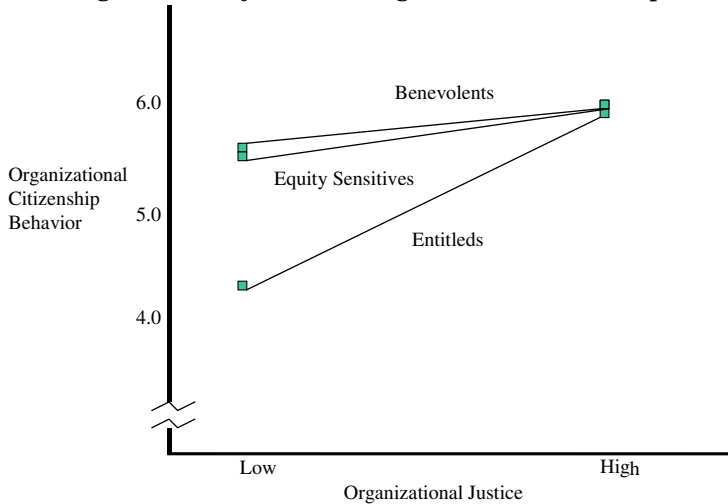 Benevolents
6.0
Organizational
Citizenship
Behavior
Equity Sensitives
5.0
Entitleds
4.0
Low
High
Organizational Justice